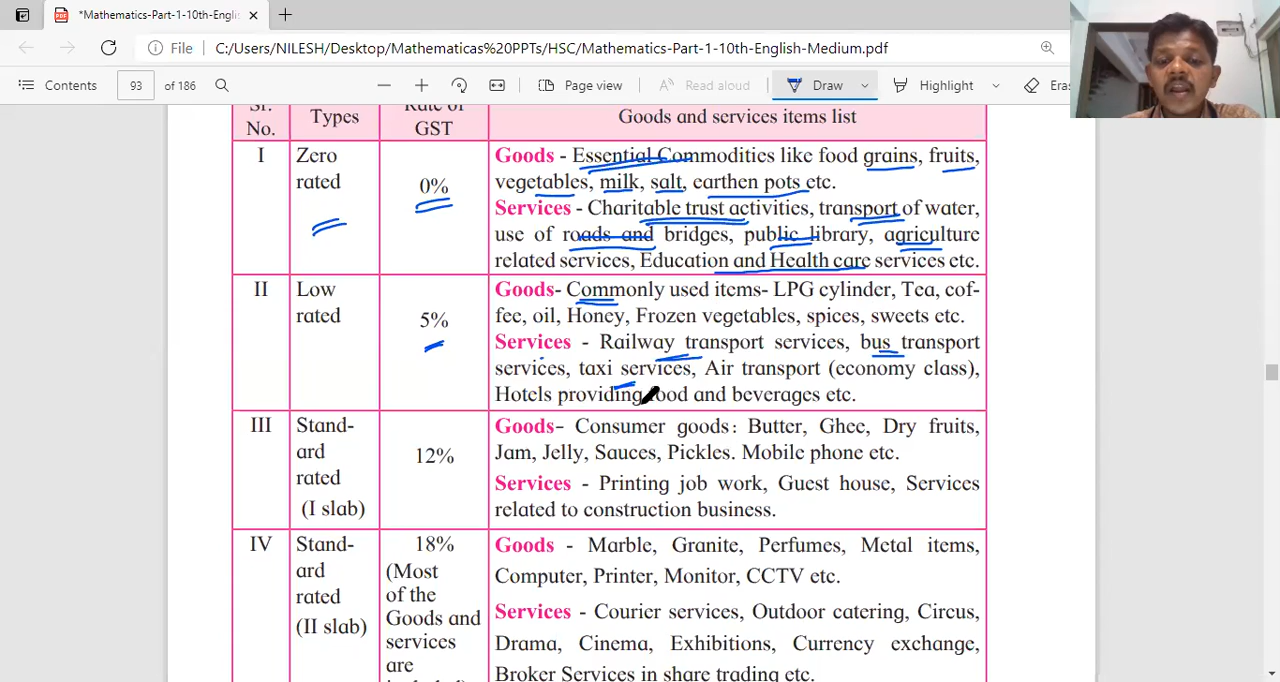 *Mathematics-Part-1-10th-Engli
File
C:/Users/NILESH/Desktop/Mathematicas%20PPTs/HSC/Mathematics-Part-1-10th-English-Medium.pdf
Contents
93
of 186
Page view
Read aloud
Draw
Highlight
Eras
Sr. No.
Types
Rate of GST
Goods and services items list
I
Zero rated
0%
Goods - Essential Commodities like food grains, fruits,
vegetables, milk, salt, earthen pots etc.
Services - Charitable trust activities, transport of water,
use of roads and bridges, public library, agriculture
related services, Education and Health care services etc.
II
Low rated
5%
Goods- Commonly used items- LPG cylinder, Tea, cof-
fee, oil, Honey, Frozen vegetables, spices, sweets etc.
Services - Railway transport services, bus transport
services, taxi services, Air transport (economy class),
Hotels providing food and beverages etc.
III
Stand-
ard
rated
(I slab)
12%
Goods- Consumer goods: Butter, Ghee, Dry fruits,
Jam, Jelly, Sauces, Pickles. Mobile phone etc.
Services - Printing job work, Guest house, Services
related to construction business.
IV
Stand-
ard
rated
(II slab)
18%
(Most
of the
Goods and
services
are
Goods - Marble, Granite, Perfumes, Metal items,
Computer, Printer, Monitor, CCTV etc.
Services - Courier services, Outdoor catering, Circus,
Drama, Cinema, Exhibitions, Currency exchange,
Broker Services in share trading etc.